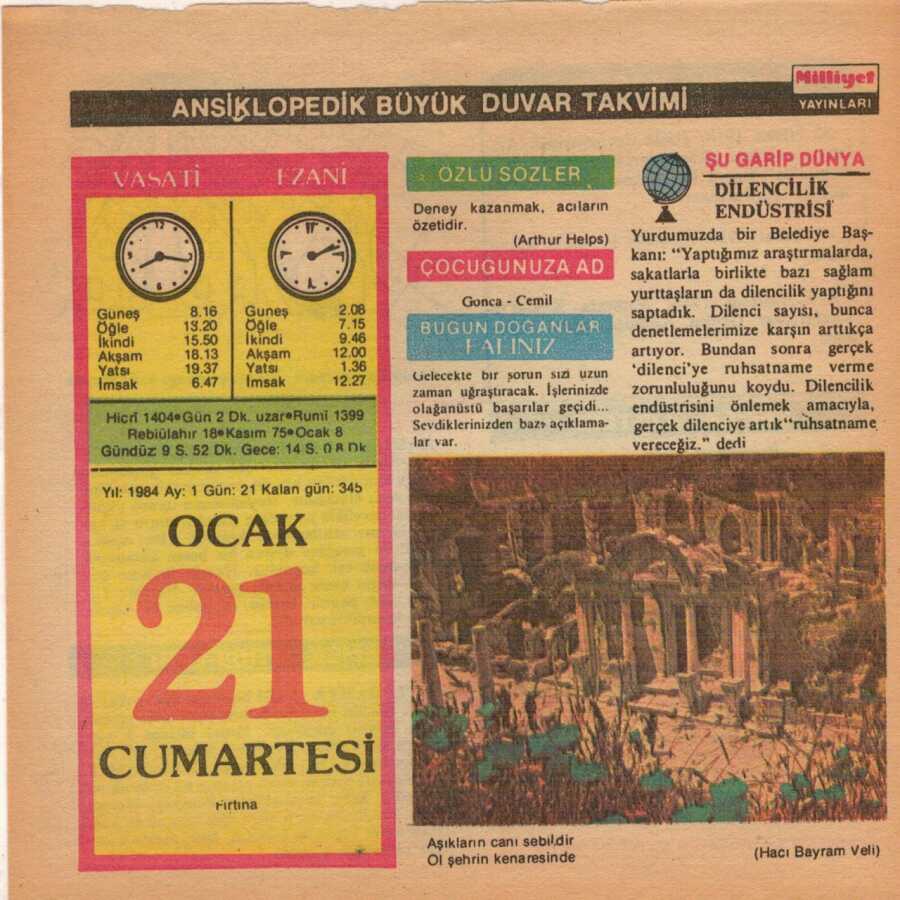 Milliyet
YAYINLARI
ANSİKLOPEDİK BÜYÜK DUVAR TAKVİMİ
VASATİ
EZANİ
Güneş 8.16
Öğle 13.20
İkindi 15.50
Akşam 18.13
Yatsı 19.37
İmsak 6.47
Güneş 2.08
Öğle 7.15
İkindi 9.46
Akşam 12.00
Yatsı 1.36
İmsak 12.27
Hicrî 1404•Gün 2 Dk. uzar•Rumî 1399
Rebiülahır 18•Kasım 75•Ocak 8
Gündüz 9 S. 52 Dk. Gece: 14 S. 08 Dk
Yıl: 1984 Ay: 1 Gün: 21 Kalan gün: 345
OCAK
21
CUMARTESİ
Fırtına
ÖZLÜ SÖZLER
Deney kazanmak, acıların
özetidir.
(Arthur Helps)
ÇOCUGUNUZA AD
Gonca - Cemil
BUGÜN DOĞANLAR
FALINIZ
Gelecekte bir sorun sizi uzun
zaman uğraştıracak. İşlerinizde
olağanüstü başarılar geçidi...
Sevdiklerinizden bazı açıklama-
lar var.
ŞU GARİP DÜNYA
DİLENCİLİK
ENDÜSTRİSİ
Yurdumuzda bir Belediye Baş-
kanı: “Yaptığımız araştırmalarda,
sakatlarla birlikte bazı sağlam
yurttaşların da dilencilik yaptığını
saptadık. Dilenci sayısı, bunca
denetlemelerimize karşın arttıkça
artıyor. Bundan sonra gerçek
‘dilenci’ye ruhsatname verme
zorunluluğunu koydu. Dilencilik
endüstrisini önlemek amacıyla,
gerçek dilenciye artık“ruhsatname
vereceğiz.” dedi
Aşıkların canı sebildir
Ol şehrin kenaresinde
(Hacı Bayram Veli)